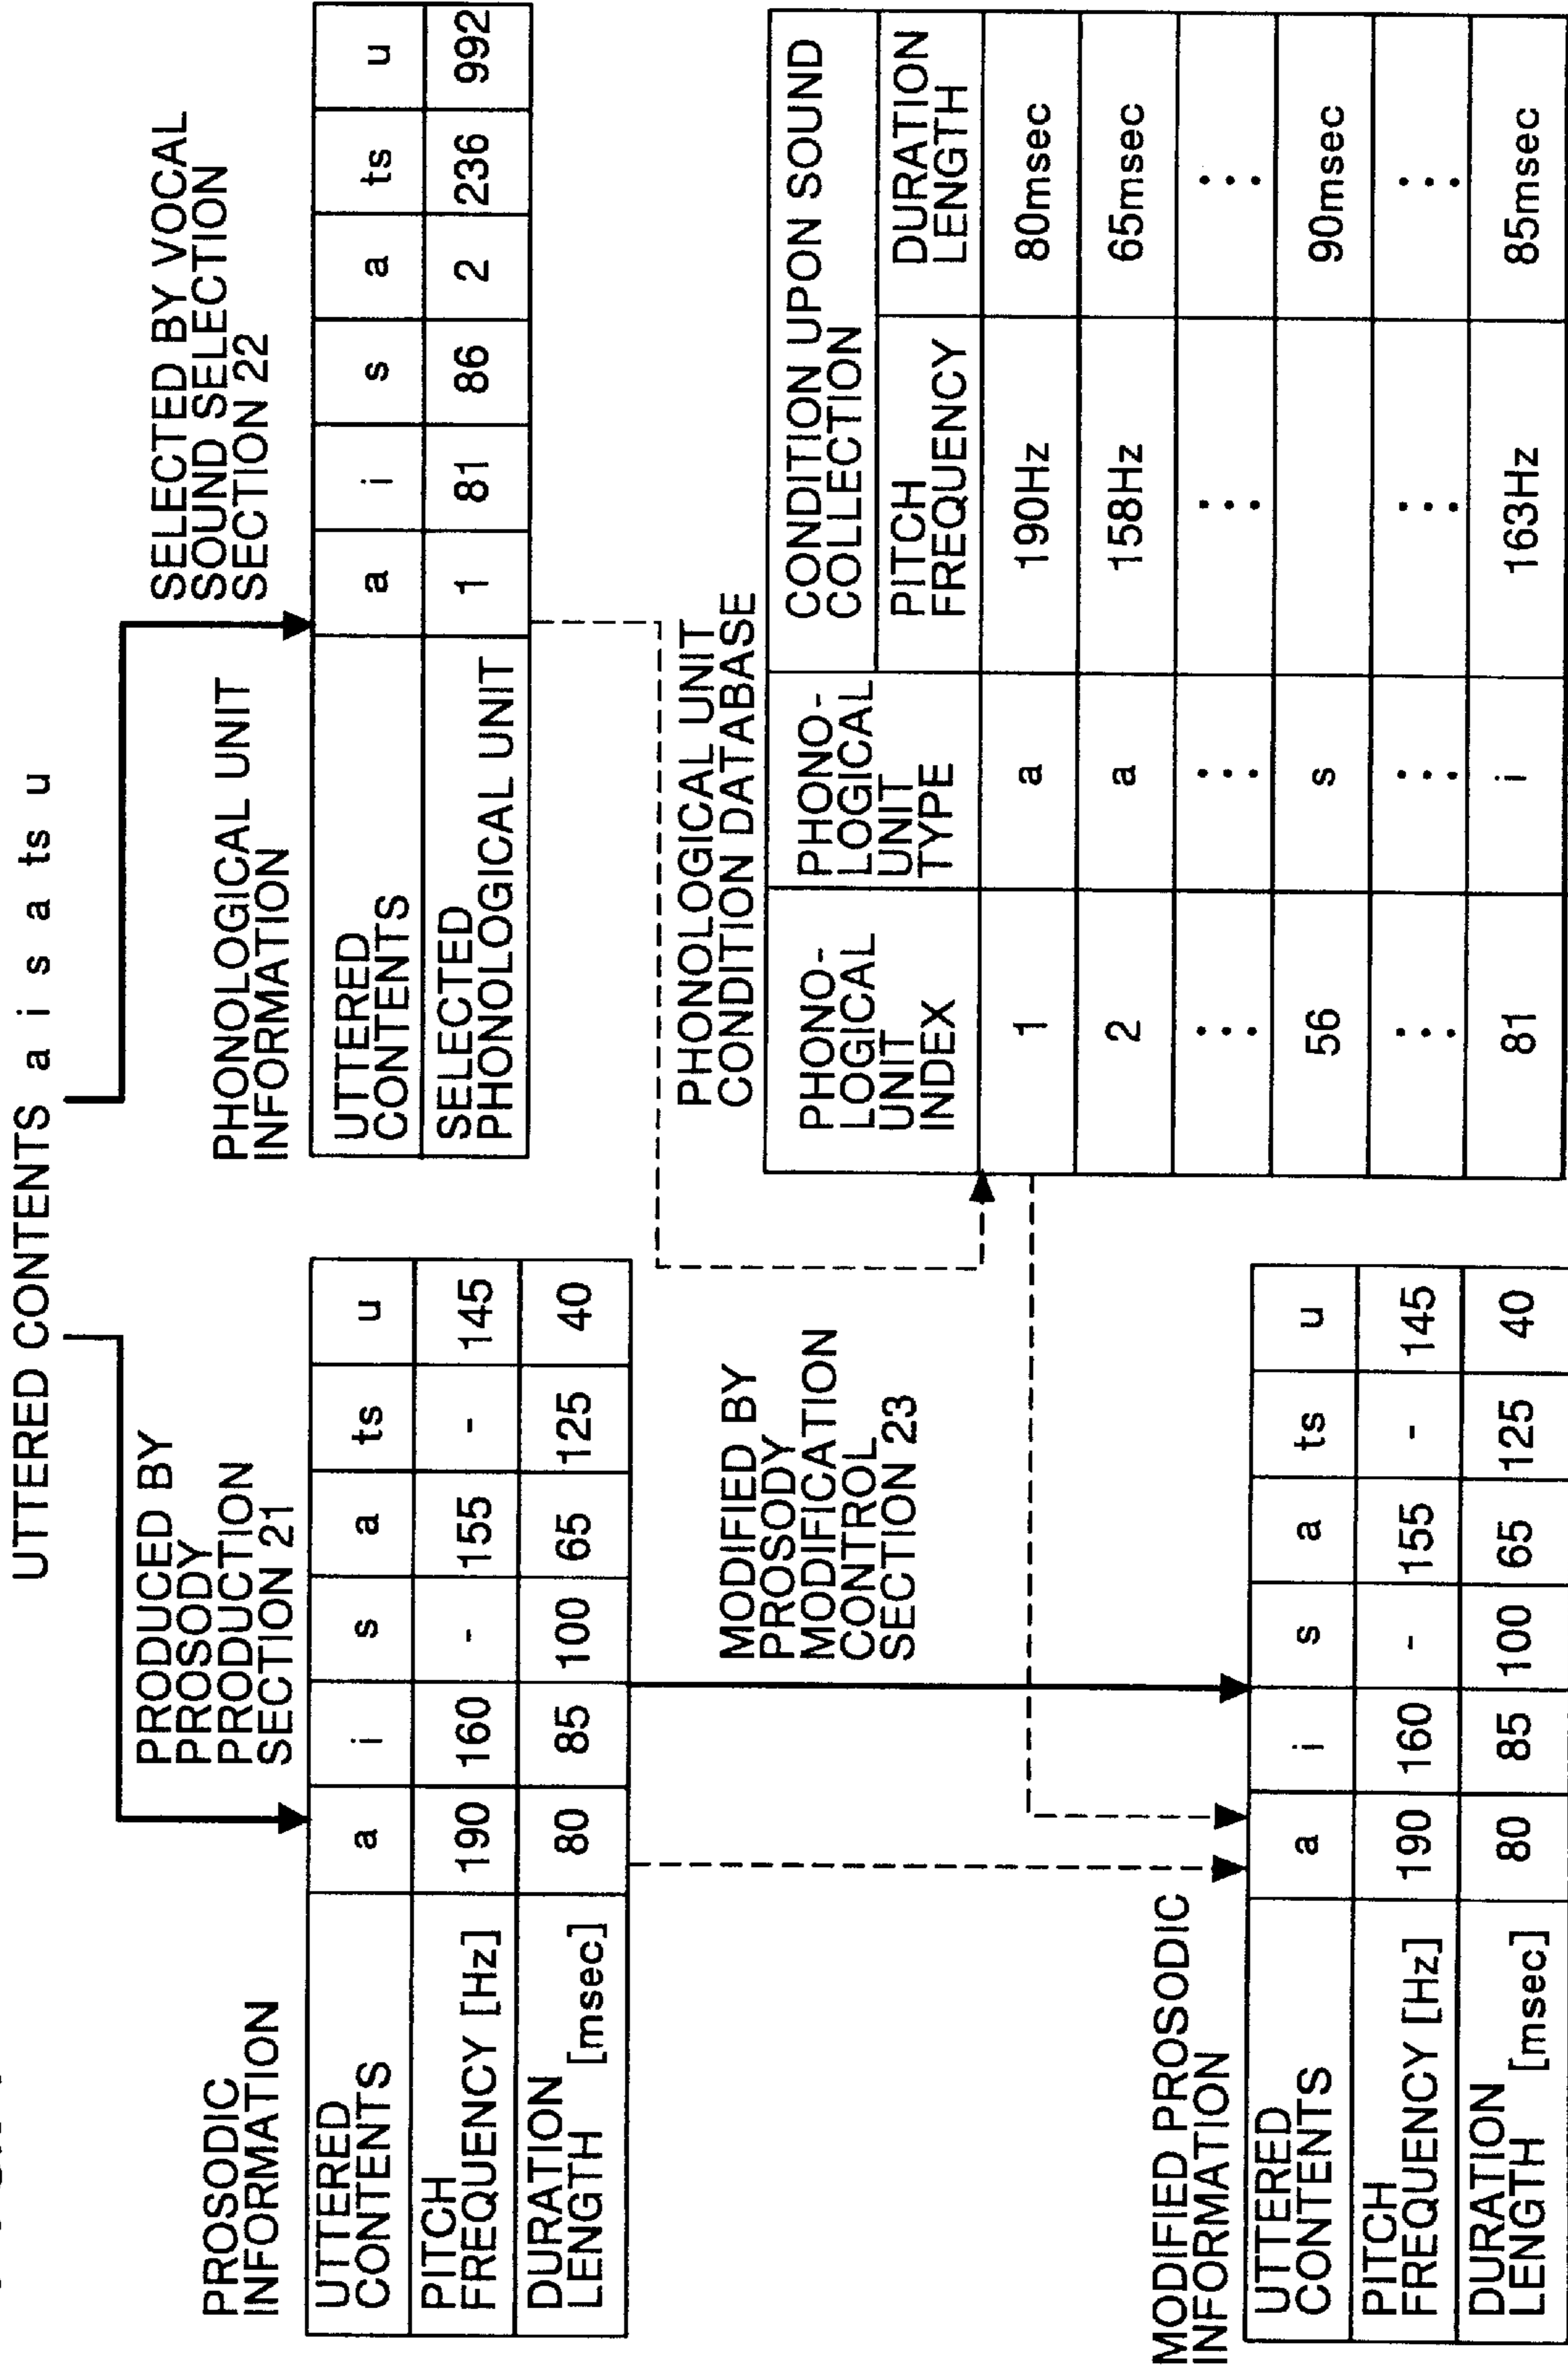 UTTERED CONTENTS a i s a ts u
PRODUCED BY
PROSODY
PRODUCTION
SECTION 21
PROSODIC
INFORMATION
UTTERED
CONTENTS a i s a ts u
PITCH
FREQUENCY [Hz] 190 160 - 155 - 145
DURATION
LENGTH [msec] 80 85 100 65 125 40
SELECTED BY VOCAL
SOUND SELECTION
SECTION 22
PHONOLOGICAL UNIT
INFORMATION
UTTERED
CONTENTS a i s a ts u
SELECTED
PHONOLOGICAL UNIT 1 81 86 2 236 992
PHONOLOGICAL UNIT
CONDITION DATABASE
PHONO-
LOGICAL
UNIT
INDEX
PHONO-
LOGICAL
UNIT
TYPE
CONDITION UPON SOUND
COLLECTION
PITCH
FREQUENCY
DURATION
LENGTH
1 a 190Hz 80msec
2 a 158Hz 65msec
⋮ ⋮ ⋮ ⋮
56 s 90msec
⋮ ⋮ ⋮ ⋮
81 i 163Hz 85msec
MODIFIED BY
PROSODY
MODIFICATION
CONTROL
SECTION 23
MODIFIED PROSODIC
INFORMATION
UTTERED
CONTENTS a i s a ts u
PITCH
FREQUENCY [Hz] 190 160 - 155 - 145
DURATION
LENGTH [msec] 80 85 100 65 125 40